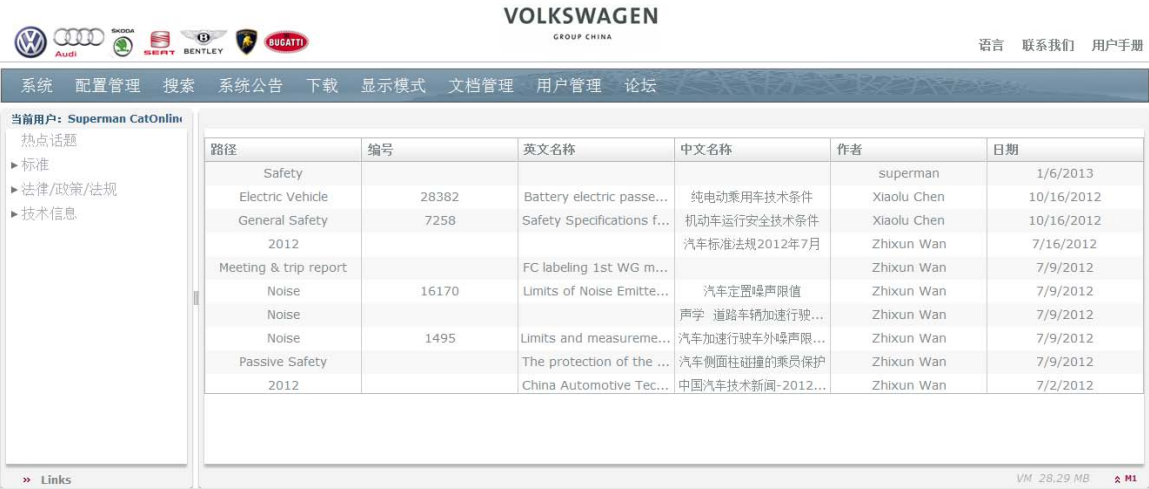 VOLKSWAGEN
GROUP CHINA
Audi
SKODA
SEAT
BENTLEY
BUGATTI
语言 联系我们 用户手册
系统 配置管理 搜索 系统公告 下载 显示模式 文档管理 用户管理 论坛
当前用户: Superman CatOnline
热点话题
标准
法律/政策/法规
技术信息
路径 编号 英文名称 中文名称 作者 日期
Safety superman 1/6/2013
Electric Vehicle 28382 Battery electric passe... 纯电动乘用车技术条件 Xiaolu Chen 10/16/2012
General Safety 7258 Safety Specifications f... 机动车运行安全技术条件 Xiaolu Chen 10/16/2012
2012 汽车标准法规2012年7月 Zhixun Wan 7/16/2012
Meeting & trip report FC labeling 1st WG m... Zhixun Wan 7/9/2012
Noise 16170 Limits of Noise Emitte... 汽车定置噪声限值 Zhixun Wan 7/9/2012
Noise 声学 道路车辆加速行驶... Zhixun Wan 7/9/2012
Noise 1495 Limits and measureme... 汽车加速行驶车外噪声限... Zhixun Wan 7/9/2012
Passive Safety The protection of the ... 汽车侧面柱碰撞的乘员保护 Zhixun Wan 7/9/2012
2012 China Automotive Tec... 中国汽车技术新闻-2012... Zhixun Wan 7/2/2012
» Links
VM 28.29 MB M1